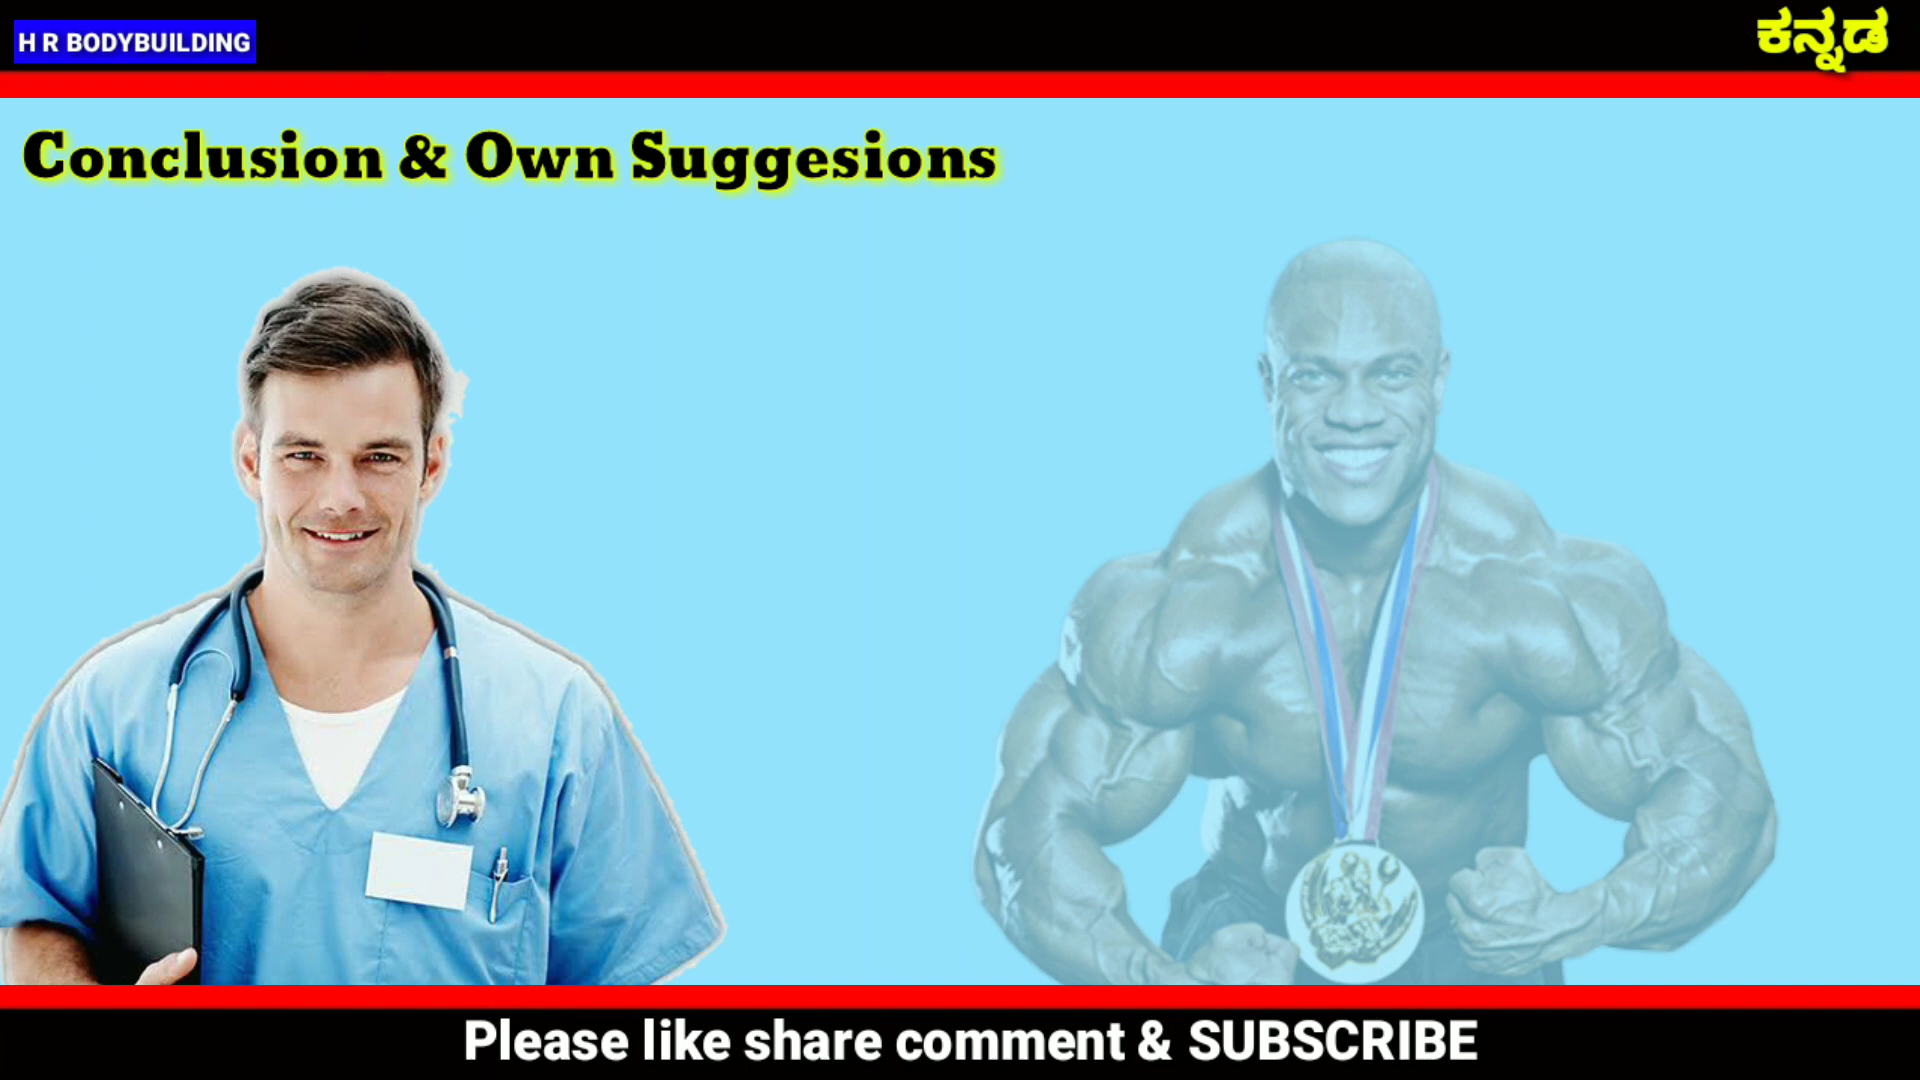 H R BODYBUILDING
ಕನ್ನಡ
Conclusion & Own Suggesions
Please like share comment & SUBSCRIBE